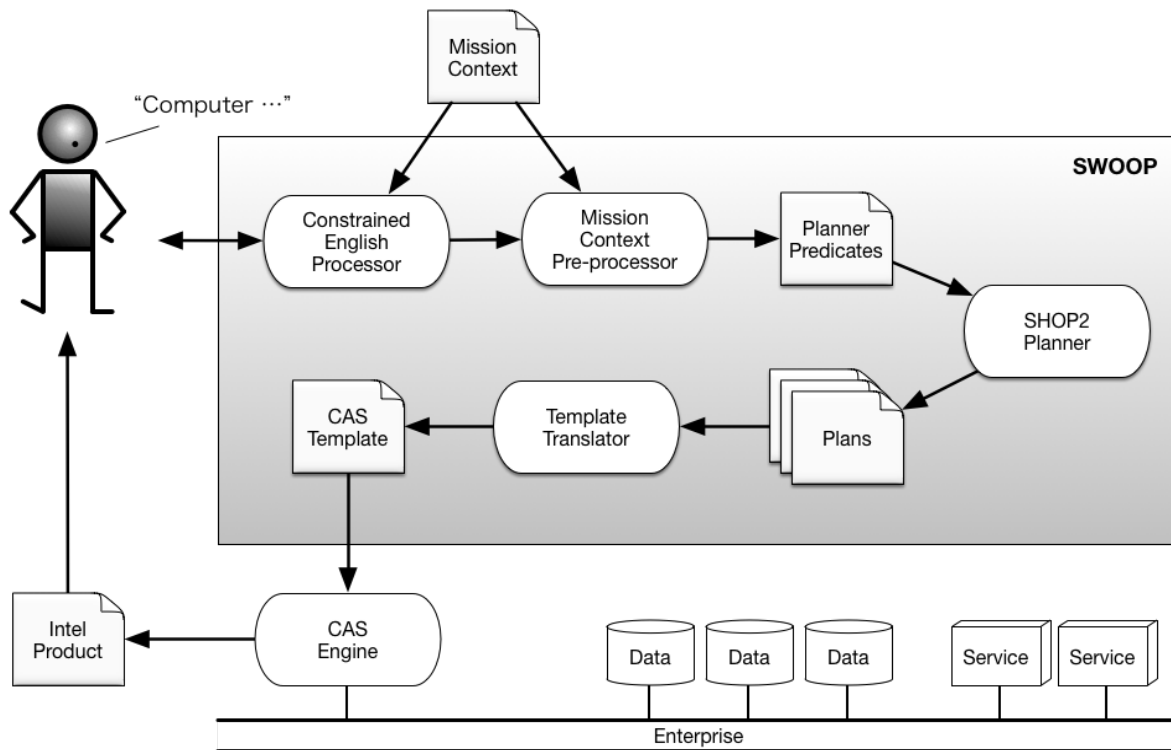 Mission
Context
“Computer ⋯”
SWOOP
Constrained
English
Processor
Mission
Context
Pre-processor
Planner
Predicates
SHOP2
Planner
CAS
Template
Template
Translator
Plans
Intel
Product
CAS
Engine
Data
Data
Data
Service
Service
Enterprise